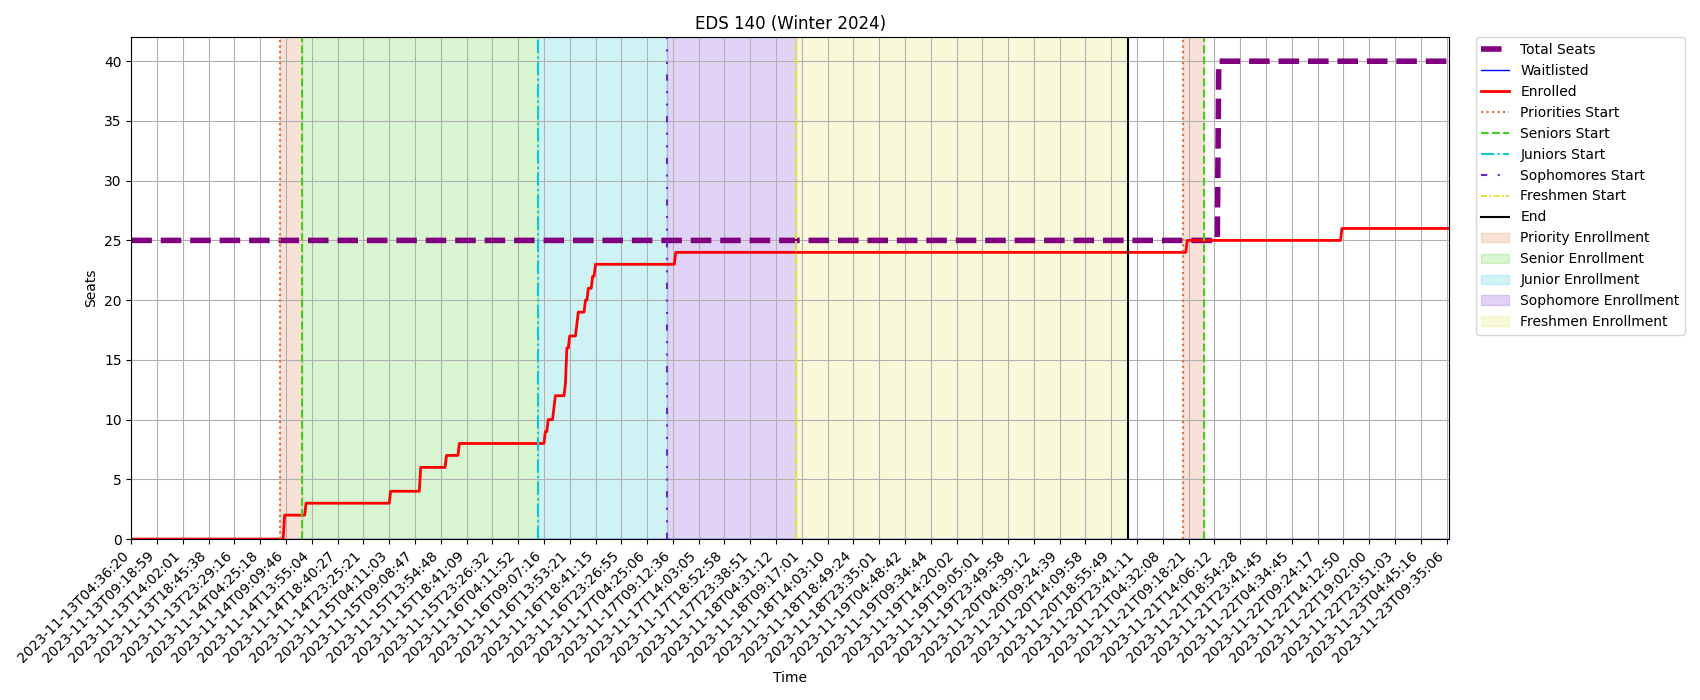 EDS 140 (Winter 2024)
Seats
40
35
30
25
20
15
10
5
0
2023-11-13T04:36:20
2023-11-13T09:18:59
2023-11-13T14:02:01
2023-11-13T18:45:38
2023-11-13T23:29:16
2023-11-14T04:25:18
2023-11-14T09:09:46
2023-11-14T13:55:04
2023-11-14T18:40:27
2023-11-14T23:25:21
2023-11-15T04:11:03
2023-11-15T09:08:47
2023-11-15T13:54:48
2023-11-15T18:41:09
2023-11-15T23:26:32
2023-11-16T04:11:52
2023-11-16T09:07:16
2023-11-16T13:53:21
2023-11-16T18:41:15
2023-11-16T23:26:55
2023-11-17T04:25:06
2023-11-17T09:12:36
2023-11-17T14:03:05
2023-11-17T18:52:58
2023-11-17T23:38:51
2023-11-18T04:31:12
2023-11-18T09:17:01
2023-11-18T14:03:10
2023-11-18T18:49:24
2023-11-18T23:35:01
2023-11-19T04:48:42
2023-11-19T09:34:44
2023-11-19T14:20:02
2023-11-19T19:05:01
2023-11-19T23:49:58
2023-11-20T04:39:12
2023-11-20T09:24:39
2023-11-20T14:09:58
2023-11-20T18:55:49
2023-11-20T23:41:11
2023-11-21T04:32:08
2023-11-21T09:18:21
2023-11-21T14:06:12
2023-11-21T18:54:28
2023-11-21T23:41:45
2023-11-22T04:34:45
2023-11-22T09:24:17
2023-11-22T14:12:50
2023-11-22T19:02:00
2023-11-22T23:51:03
2023-11-23T04:45:16
2023-11-23T09:35:06
Time
Total Seats
Waitlisted
Enrolled
Priorities Start
Seniors Start
Juniors Start
Sophomores Start
Freshmen Start
End
Priority Enrollment
Senior Enrollment
Junior Enrollment
Sophomore Enrollment
Freshmen Enrollment